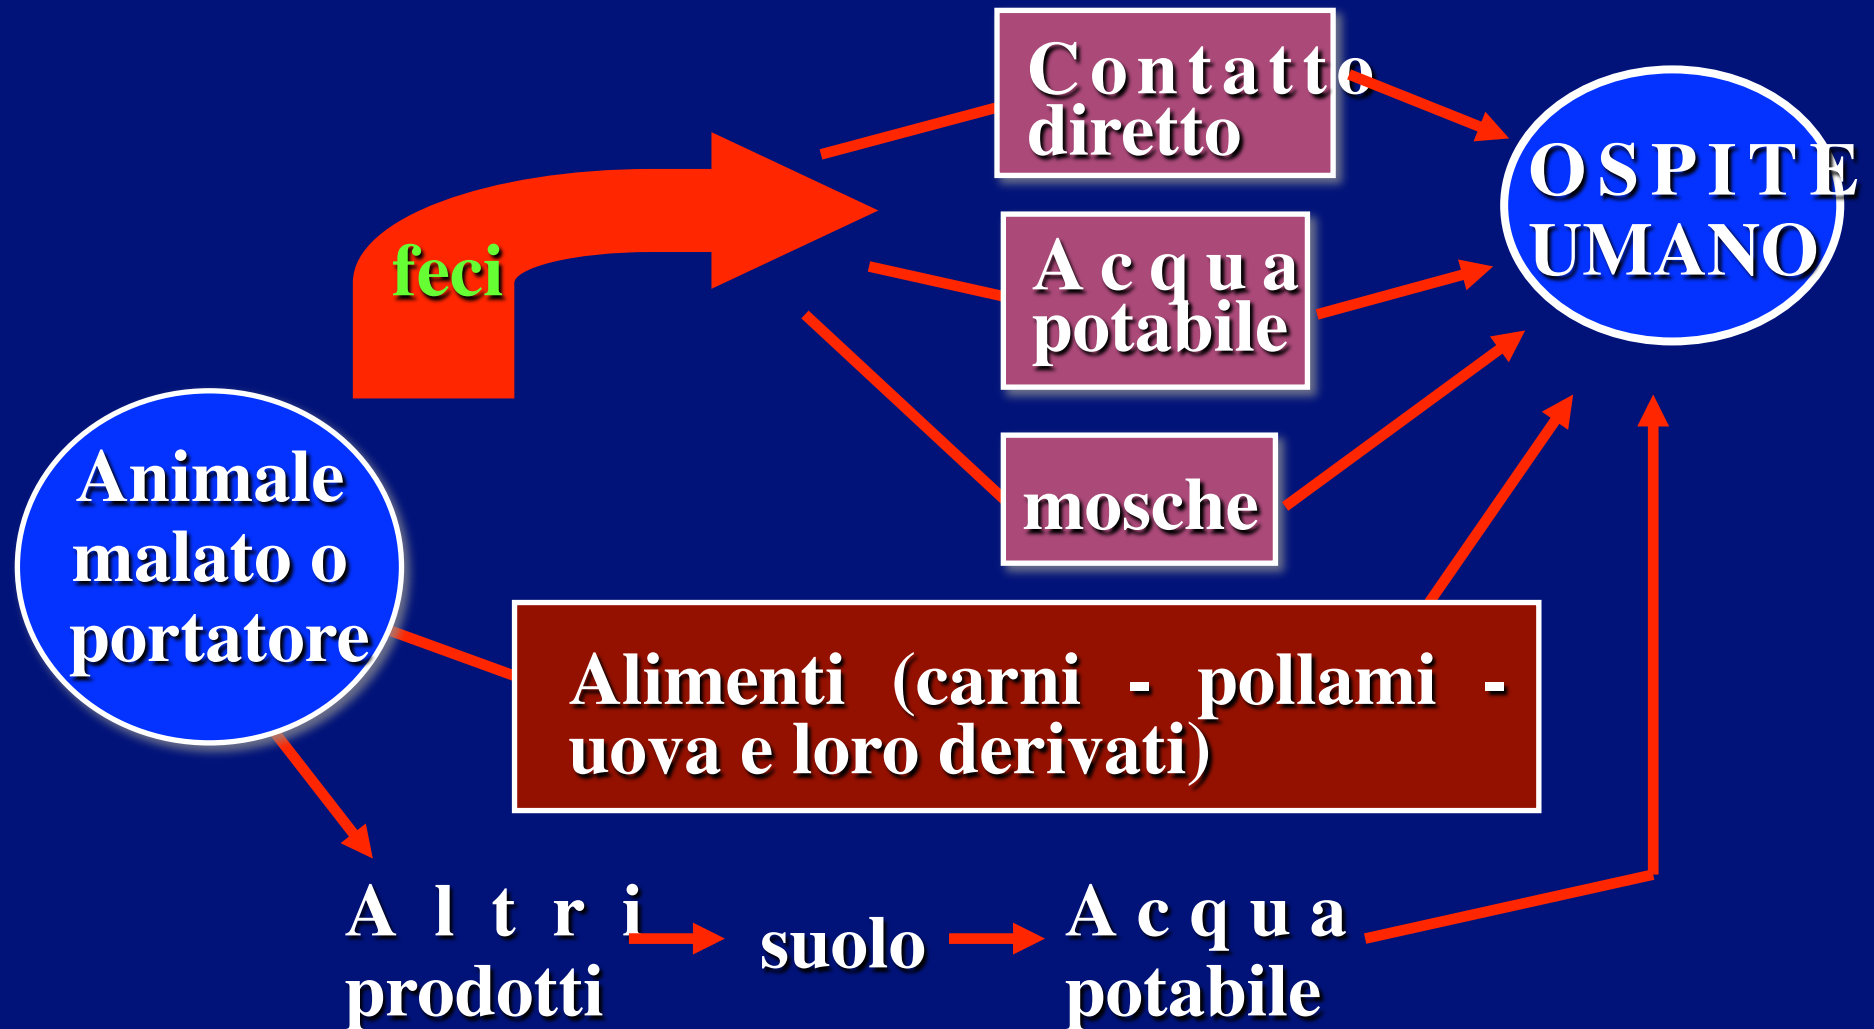 Contatto
diretto
OSPITE
UMANO
feci
Acqua
potabile
Animale
malato o
portatore
mosche
Alimenti (carni - pollami -
uova e loro derivati)
Altri
prodotti
suolo
Acqua
potabile